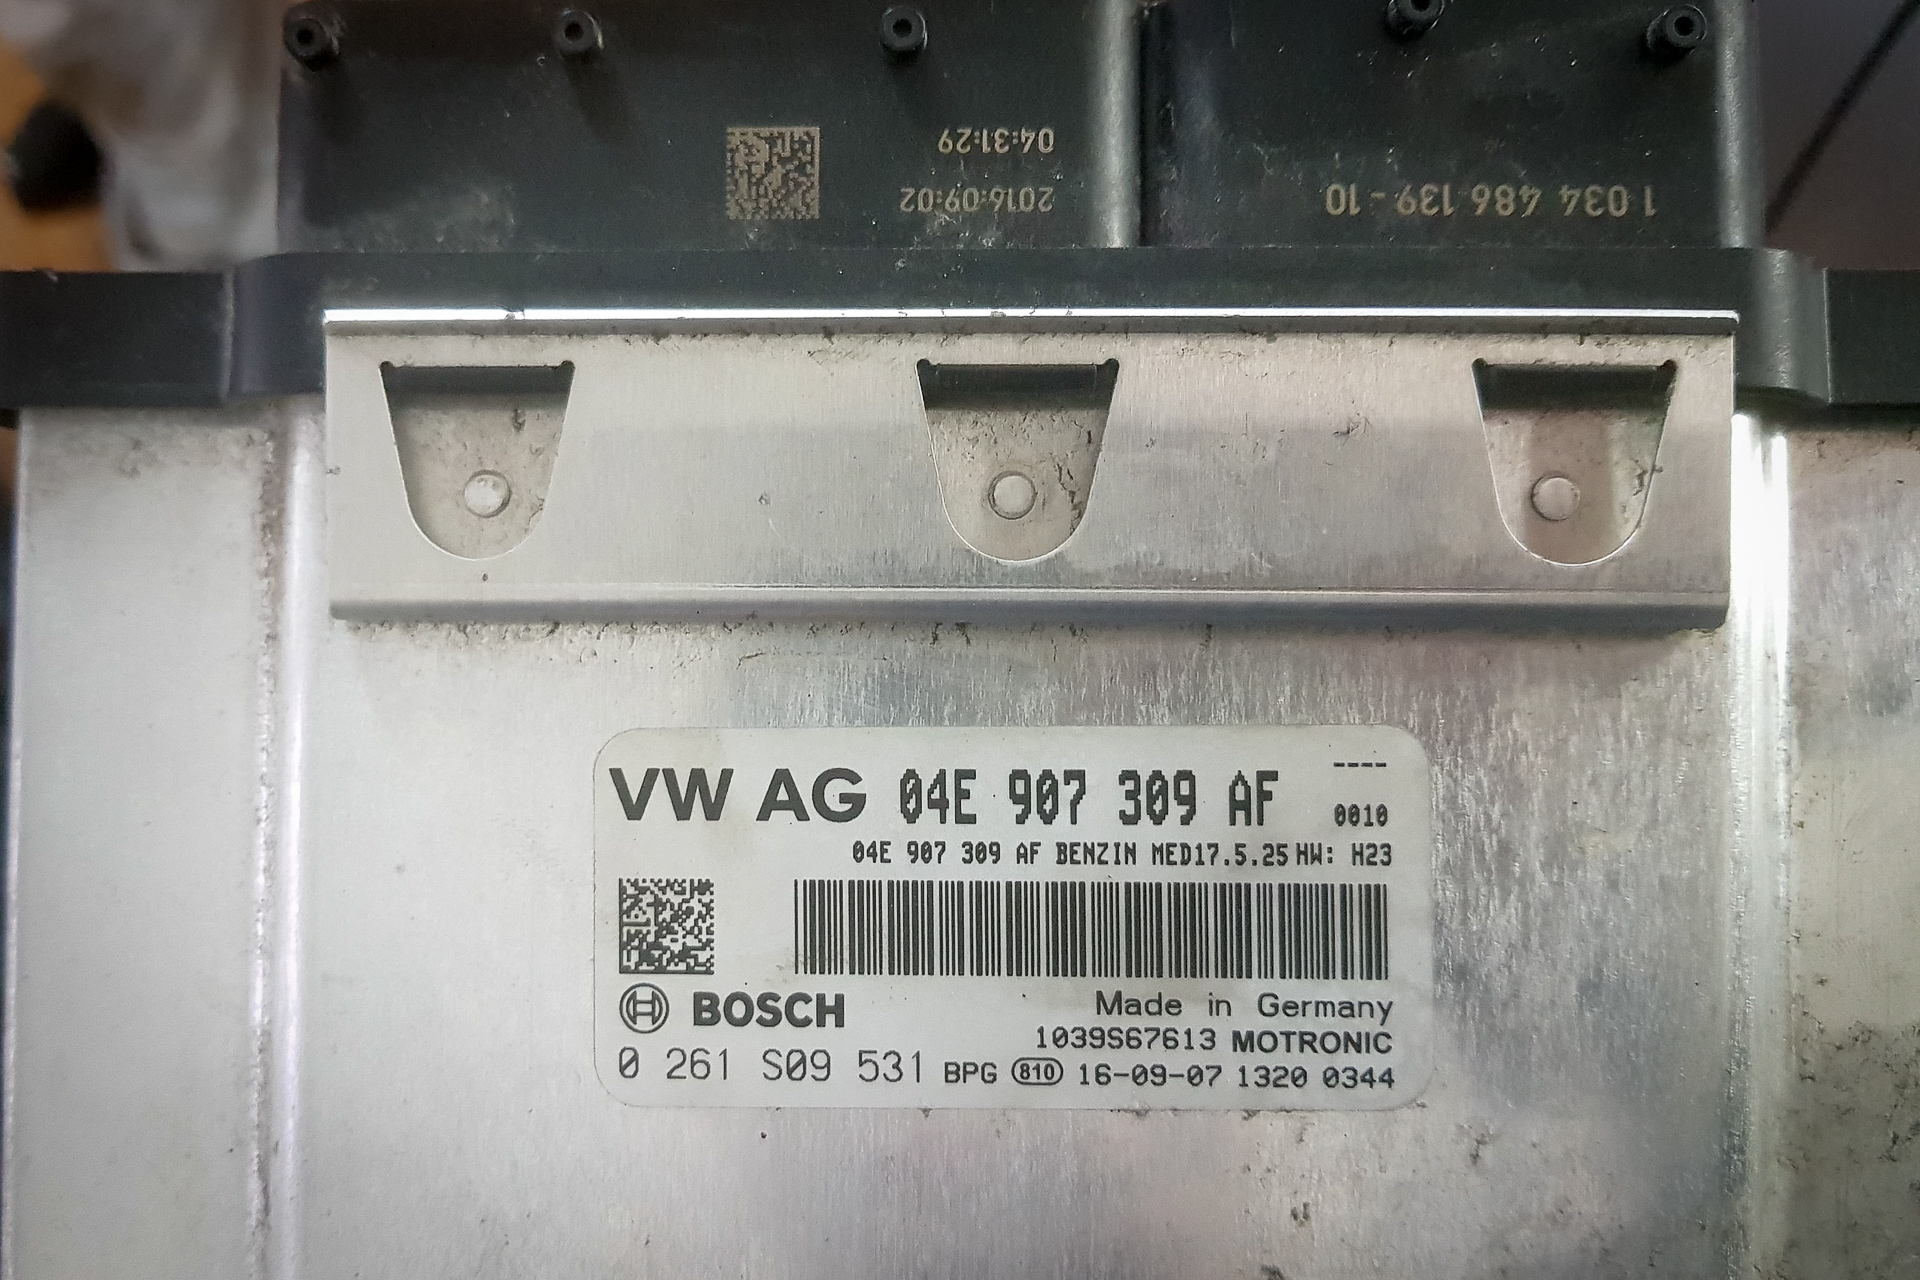 04:31:29
2016:09:02
1 034 486 139 - 10
VW AG 04E 907 309 AF ----
0010
04E 907 309 AF BENZIN MED17.5.25 HW: H23
BOSCH Made in Germany
1039S67613 MOTRONIC
0 261 S09 531 BPG 810 16-09-07 1320 0344